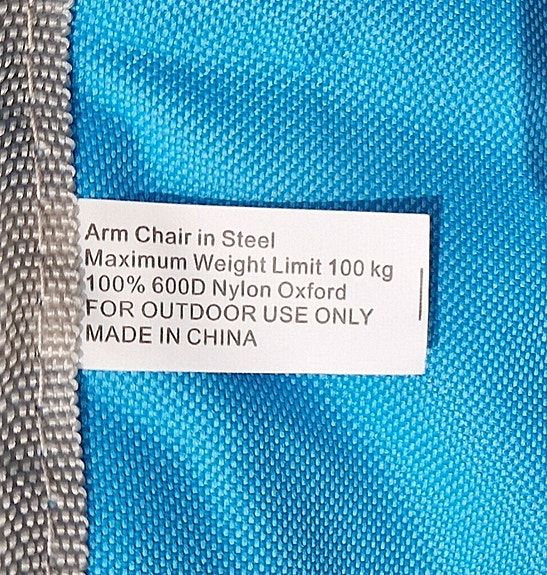 Arm Chair in Steel
Maximum Weight Limit 100 kg
100% 600D Nylon Oxford
FOR OUTDOOR USE ONLY
MADE IN CHINA